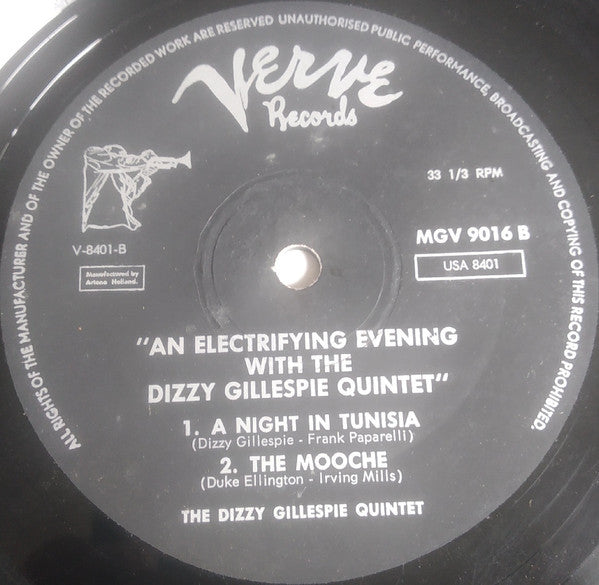 ALL RIGHTS OF THE MANUFACTURER AND OF THE OWNER OF THE RECORDED WORK ARE RESERVED UNAUTHORISED PUBLIC PERFORMANCE, BROADCASTING AND COPYING OF THIS RECORD PROHIBITED.
Verve
Records
33 1/3 RPM
V-8401-B
MGV 9016 B
Manufactured by
Artone Holland.
USA 8401
"AN ELECTRIFYING EVENING
WITH THE
DIZZY GILLESPIE QUINTET"
1. A NIGHT IN TUNISIA
(Dizzy Gillespie - Frank Paparelli)
2. THE MOOCHE
(Duke Ellington - Irving Mills)
THE DIZZY GILLESPIE QUINTET